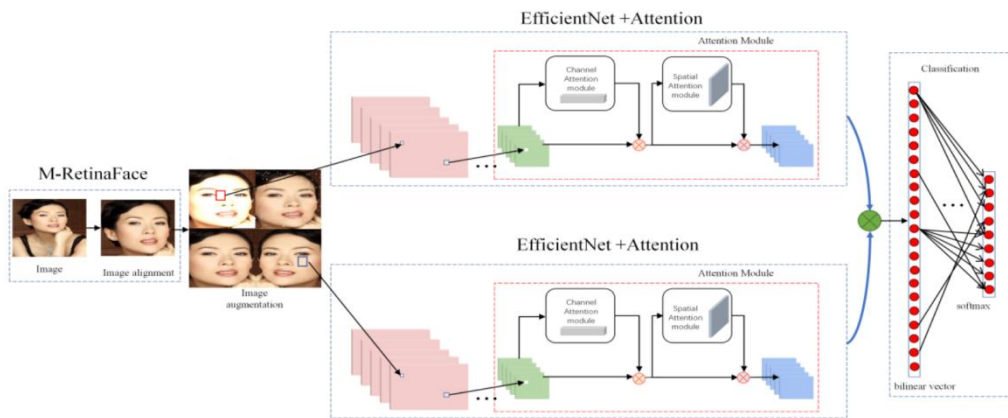 EfficientNet +Attention
Attention Module
Channel
Attention
module
Spatial
Attention
module
...
M-RetinaFace
Image
Image alignment
Image
augmentation
Classification
...
softmax
bilinear vector
EfficientNet +Attention
Attention Module
Channel
Attention
module
Spatial
Attention
module
...